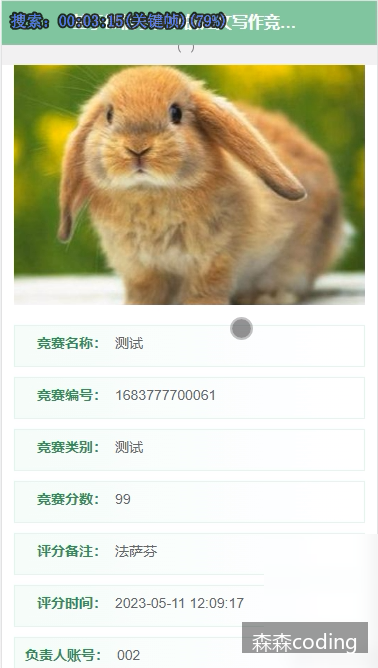 搜索：00:03:15(关键帧)(79%)
写作竞...
竞赛名称： 测试
竞赛编号： 1683777700061
竞赛类别： 测试
竞赛分数： 99
评分备注： 法萨芬
评分时间： 2023-05-11 12:09:17
负责人账号： 002
森森coding